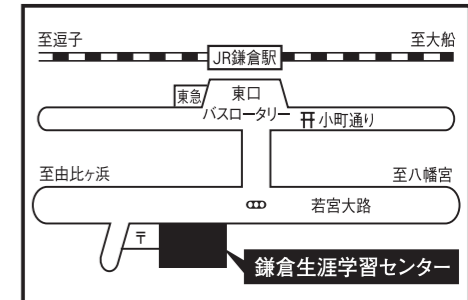 至逗子
至大船
JR鎌倉駅
東急
東口
バスロータリー
小町通り
至由比ヶ浜
至八幡宮
若宮大路
〒
鎌倉生涯学習センター